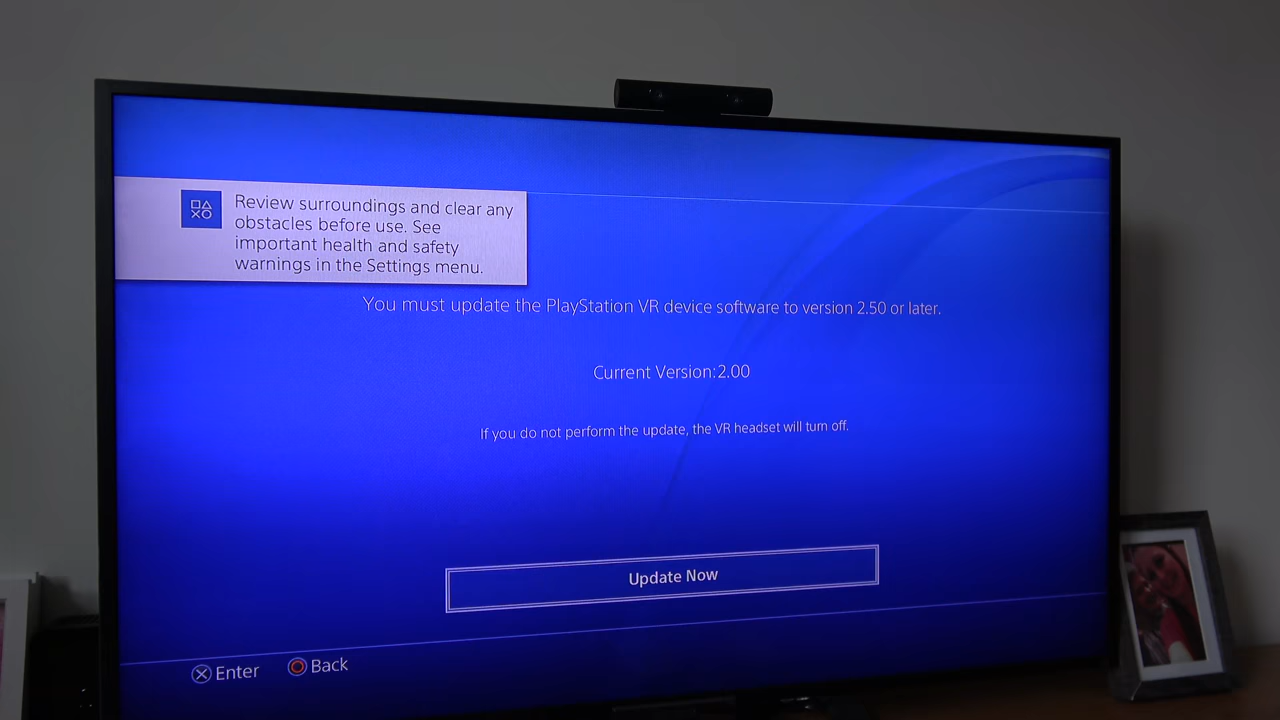 Review surroundings and clear any
obstacles before use. See
important health and safety
warnings in the Settings menu.
You must update the PlayStation VR device software to version 2.50 or later.
Current Version:2.00
If you do not perform the update, the VR headset will turn off.
Update Now
Enter Back